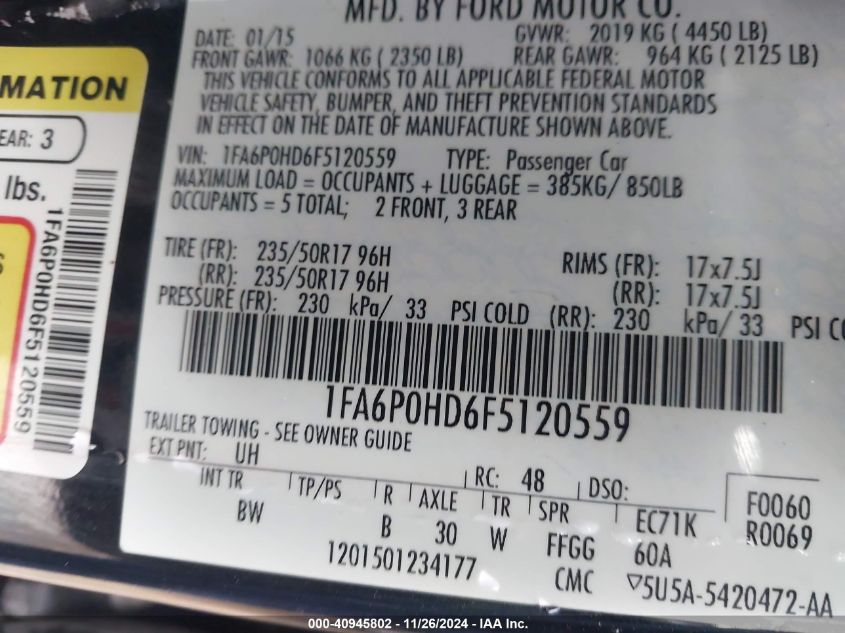 MFD. BY FORD MOTOR CO.
DATE: 01/15 GVWR: 2019 KG ( 4450 LB)
FRONT GAWR: 1066 KG ( 2350 LB) REAR GAWR: 964 KG ( 2125 LB)
THIS VEHICLE CONFORMS TO ALL APPLICABLE FEDERAL MOTOR
VEHICLE SAFETY, BUMPER, AND THEFT PREVENTION STANDARDS
IN EFFECT ON THE DATE OF MANUFACTURE SHOWN ABOVE.
VIN: 1FA6P0HD6F5120559 TYPE: Passenger Car
MAXIMUM LOAD = OCCUPANTS + LUGGAGE = 385KG/ 850LB
OCCUPANTS = 5 TOTAL; 2 FRONT, 3 REAR
TIRE (FR): 235/50R17 96H RIMS (FR): 17x7.5J
(RR): 235/50R17 96H (RR): 17x7.5J
PRESSURE (FR): 230 kPa/ 33 PSI COLD (RR): 230 kPa/ 33 PSI CO
1FA6P0HD6F5120559
TRAILER TOWING - SEE OWNER GUIDE
EXT PNT: UH RC: 48 DSO:
INT TR TP/PS R AXLE TR SPR EC71K F0060
BW B 30 W FFGG 60A R0069
1201501234177 CMC ▽5U5A-5420472-AA
MATION
EAR: 3
lbs.
1FA6P0HD6F5120559
000-40945802 - 11/26/2024 - IAA Inc.